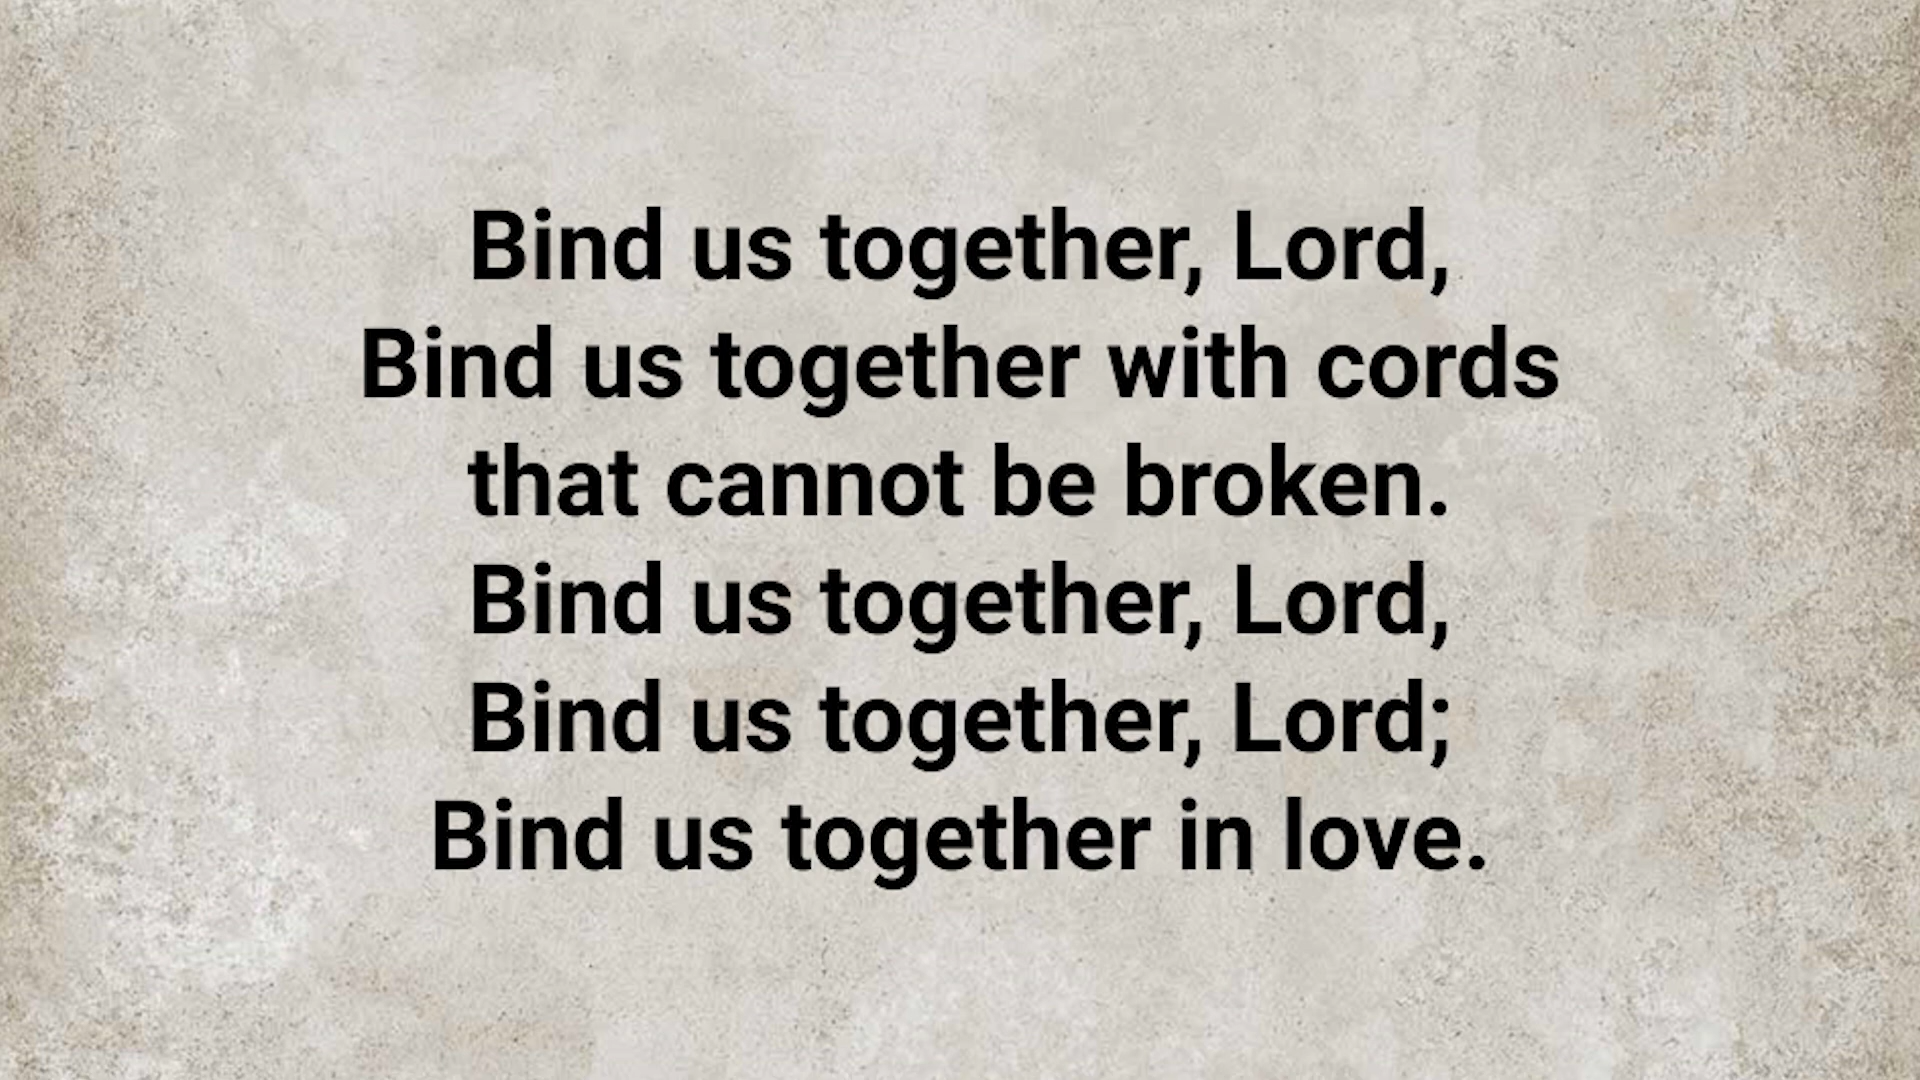 Bind us together, Lord,
Bind us together with cords
that cannot be broken.
Bind us together, Lord,
Bind us together, Lord;
Bind us together in love.